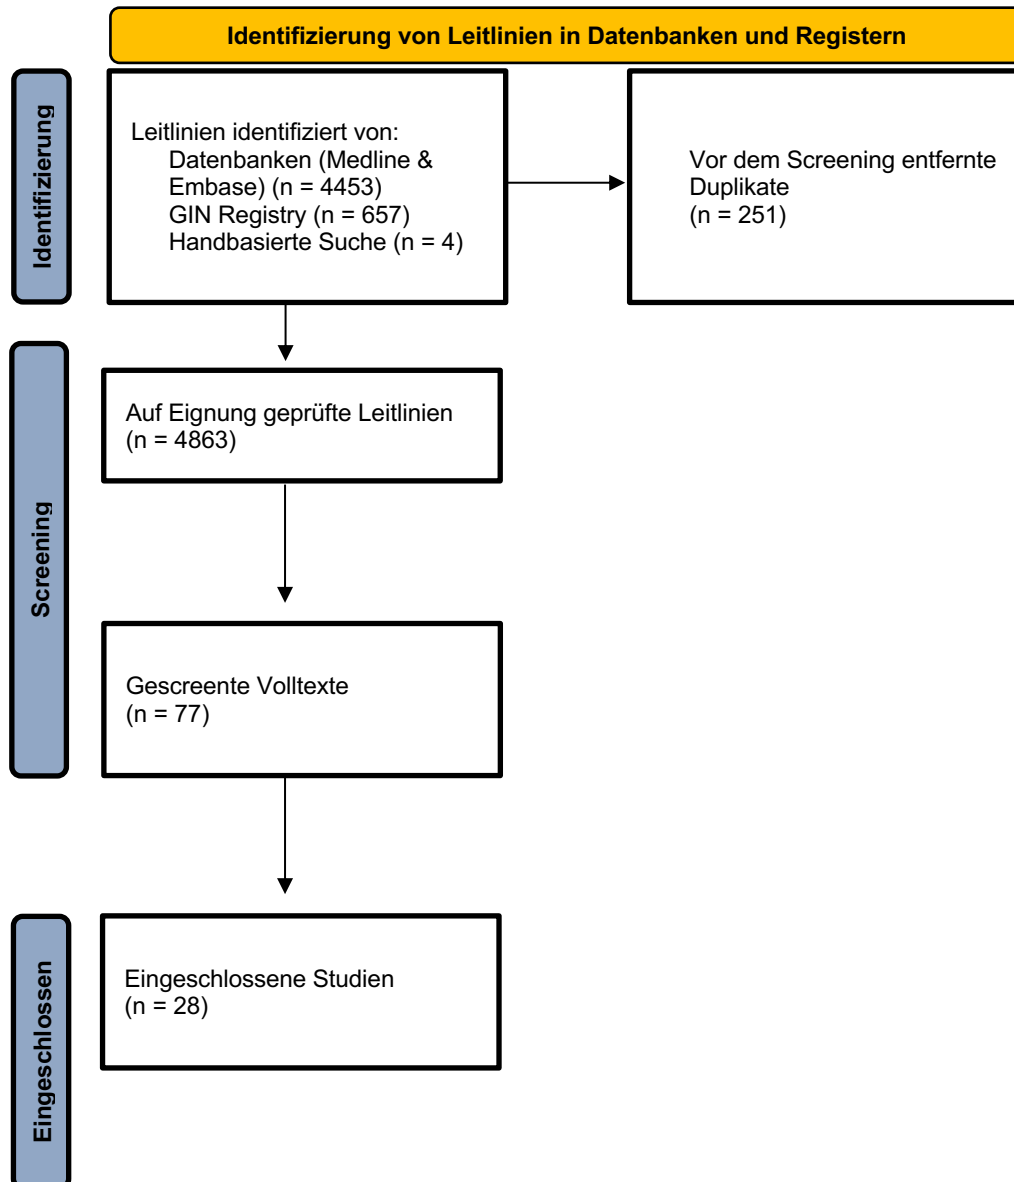 Identifizierung von Leitlinien in Datenbanken und Registern
Identifizierung
Leitlinien identifiziert von:
Datenbanken (Medline &
Embase) (n = 4453)
GIN Registry (n = 657)
Handbasierte Suche (n = 4)
Vor dem Screening entfernte
Duplikate
(n = 251)
Screening
Auf Eignung geprüfte Leitlinien
(n = 4863)
Gescreente Volltexte
(n = 77)
Eingeschlossen
Eingeschlossene Studien
(n = 28)